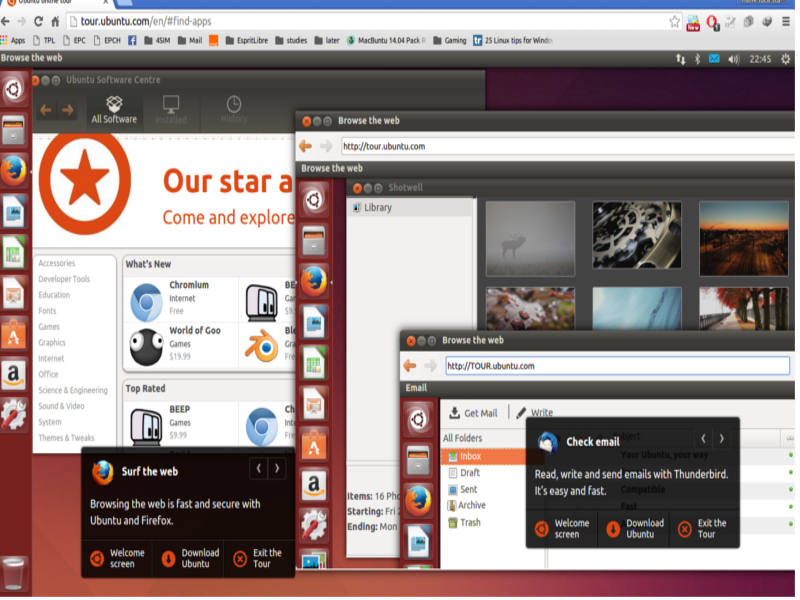 Ubuntu online tour
tour.ubuntu.com/en/#find-apps
Apps TPL EPC EPCH 4SIM Mail EspritLibre studies later MacBuntu 14.04 Pack R Gaming 25 Linux tips for Windo
Browse the web
22:45
Ubuntu Software Centre
All Software
Installed
History
Our star a
Come and explore
Accessories
Developer Tools
Education
Fonts
Games
Graphics
Internet
Office
Science & Engineering
Sound & Video
System
Themes & Tweaks
What's New
Chromium
Internet
Free
World of Goo
Games
$19.99
Top Rated
BEEP
Games
$9.99
Surf the web
Browsing the web is fast and secure with
Ubuntu and Firefox.
Welcome
screen
Download
Ubuntu
Exit the
Tour
Browse the web
http://tour.ubuntu.com
Browse the web
Shotwell
Library
Items: 16 Pho
Starting: Fri 2
Ending: Mon
Browse the web
http://TOUR.ubuntu.com
Email
Get Mail
Write
All Folders
Inbox
Draft
Sent
Archive
Trash
Your Ubuntu, your way
Compatible
Fast
Check email
Read, write and send emails with Thunderbird.
It's easy and fast.
Welcome
screen
Download
Ubuntu
Exit the
Tour